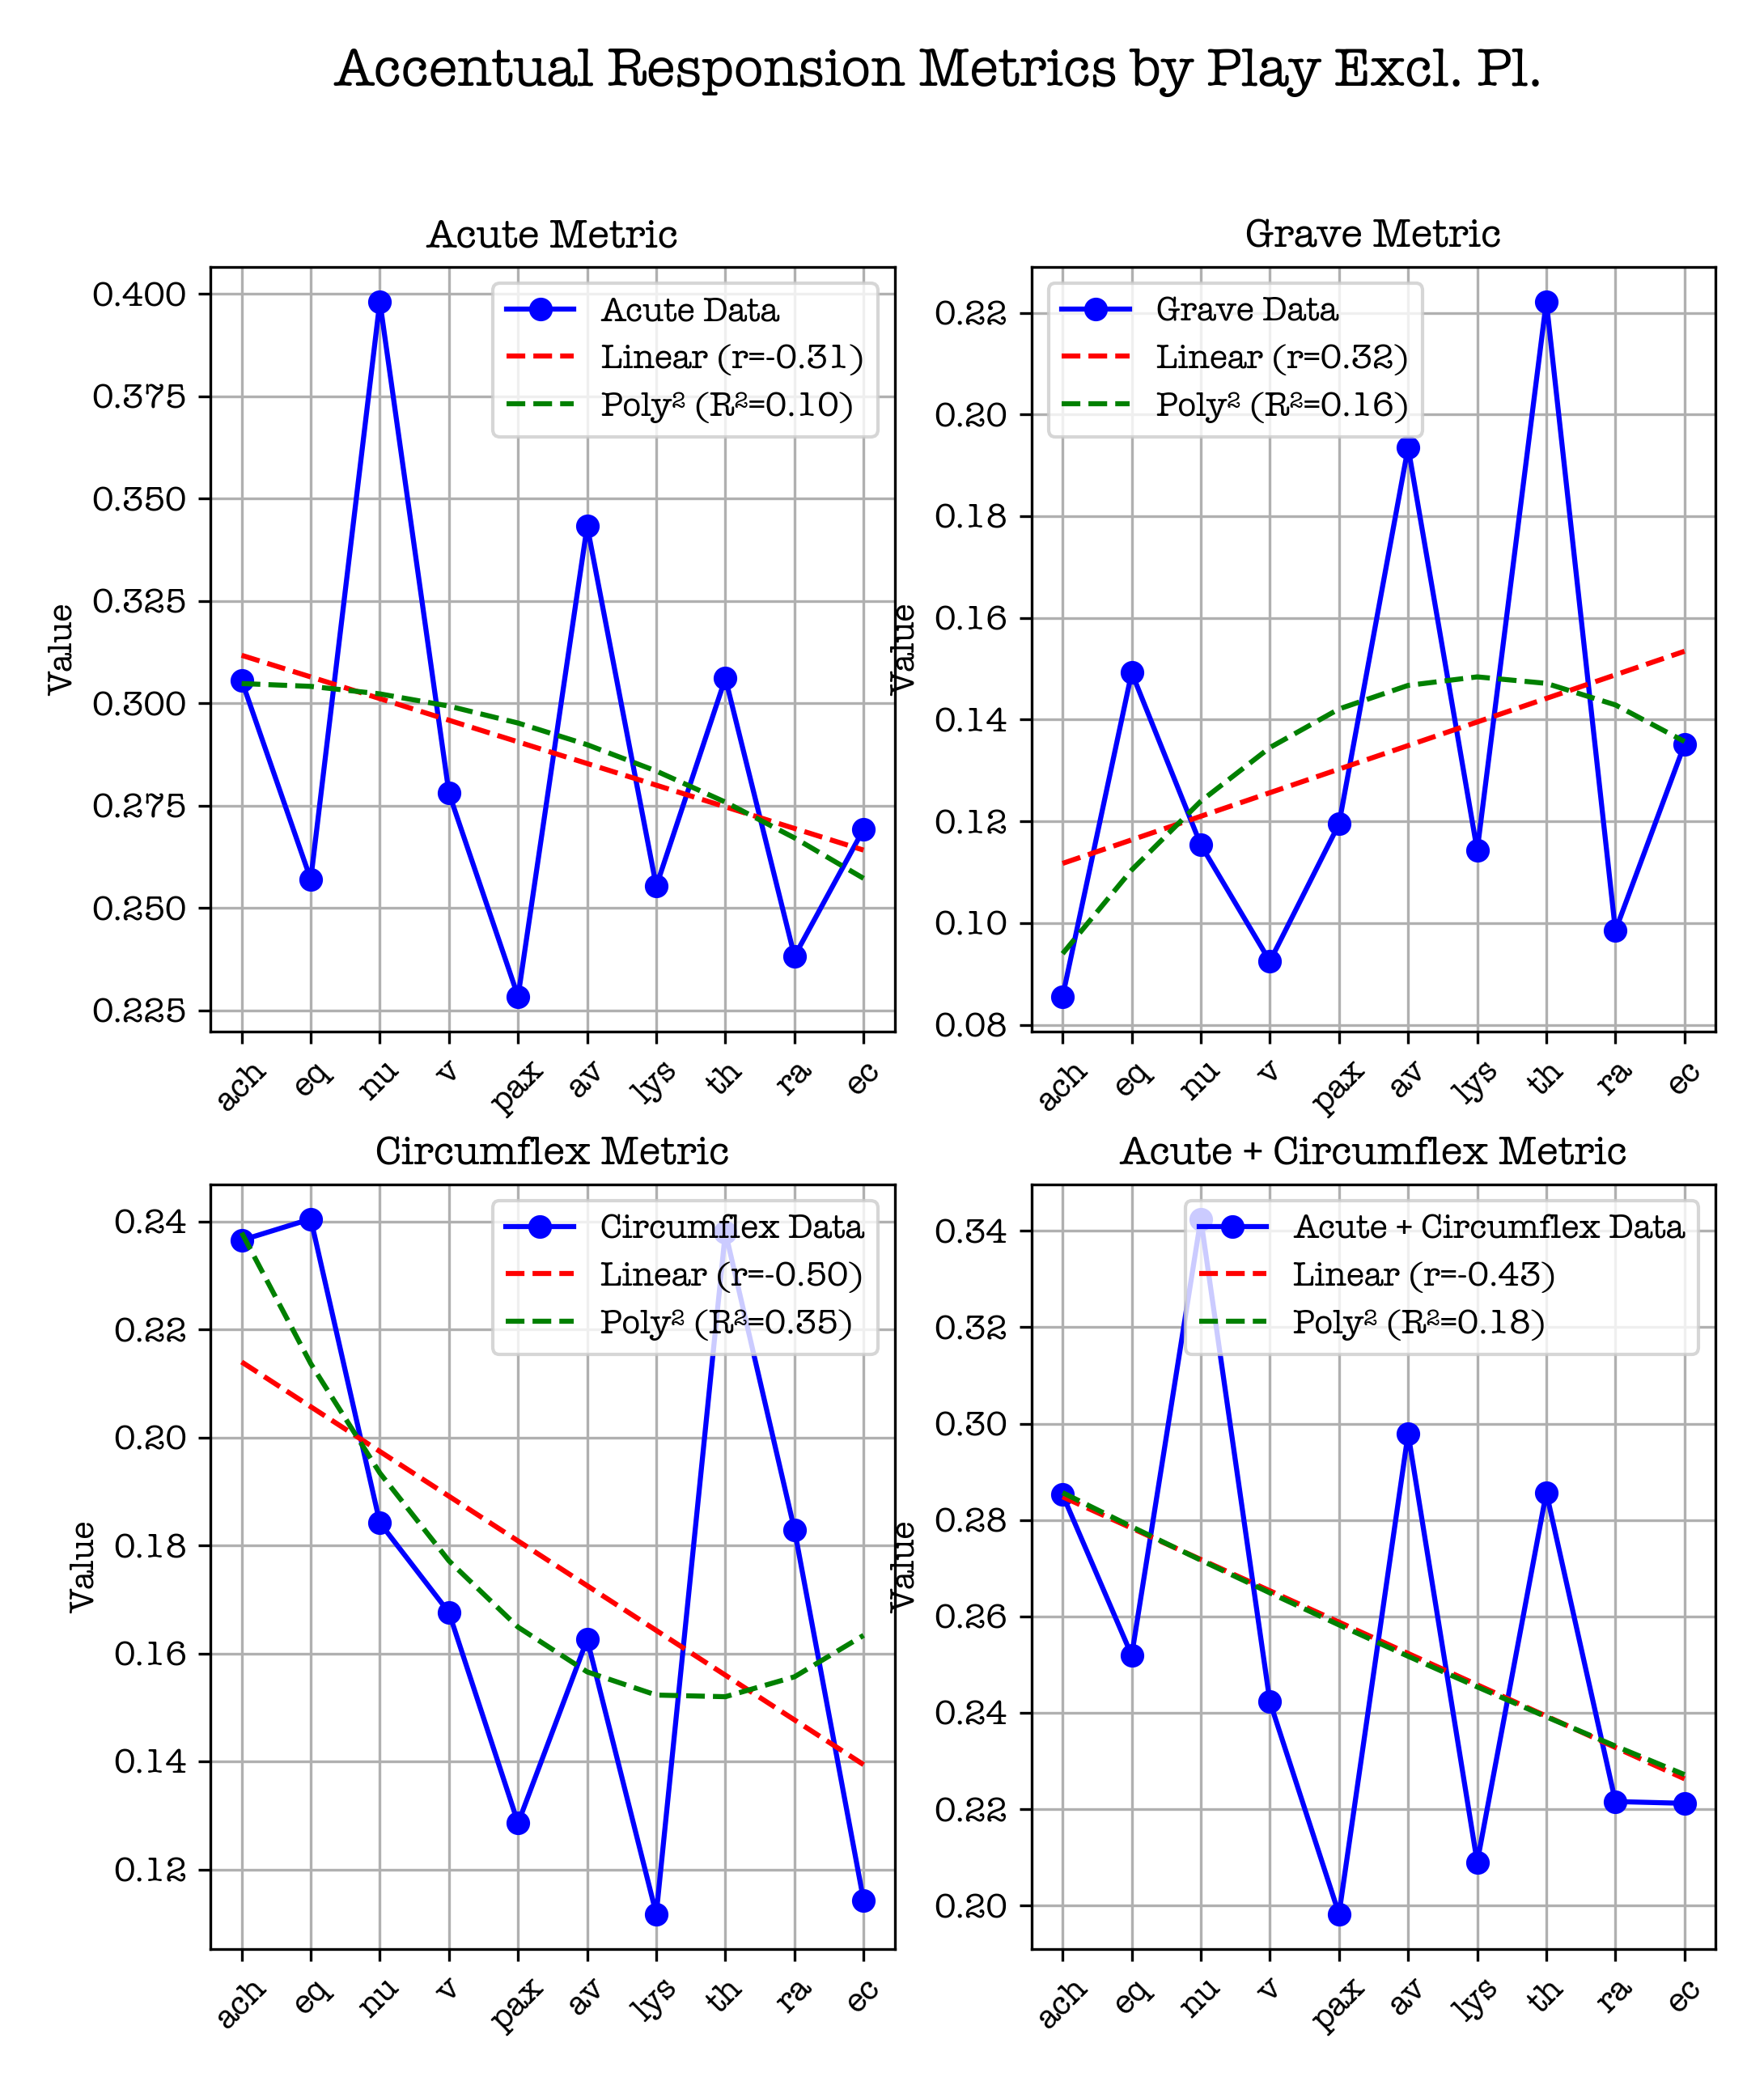 Accentual Responsion Metrics by Play Excl. Pl.
Acute Metric
Acute Data
Linear (r=-0.31)
Poly² (R²=0.10)
Value
0.400
0.375
0.350
0.325
0.300
0.275
0.250
0.225
ach
eq
nu
v
pax
av
lys
th
ra
ec
Grave Metric
Grave Data
Linear (r=0.32)
Poly² (R²=0.16)
Value
0.22
0.20
0.18
0.16
0.14
0.12
0.10
0.08
ach
eq
nu
v
pax
av
lys
th
ra
ec
Circumflex Metric
Circumflex Data
Linear (r=-0.50)
Poly² (R²=0.35)
Value
0.24
0.22
0.20
0.18
0.16
0.14
0.12
ach
eq
nu
v
pax
av
lys
th
ra
ec
Acute + Circumflex Metric
Acute + Circumflex Data
Linear (r=-0.43)
Poly² (R²=0.18)
Value
0.34
0.32
0.30
0.28
0.26
0.24
0.22
0.20
ach
eq
nu
v
pax
av
lys
th
ra
ec